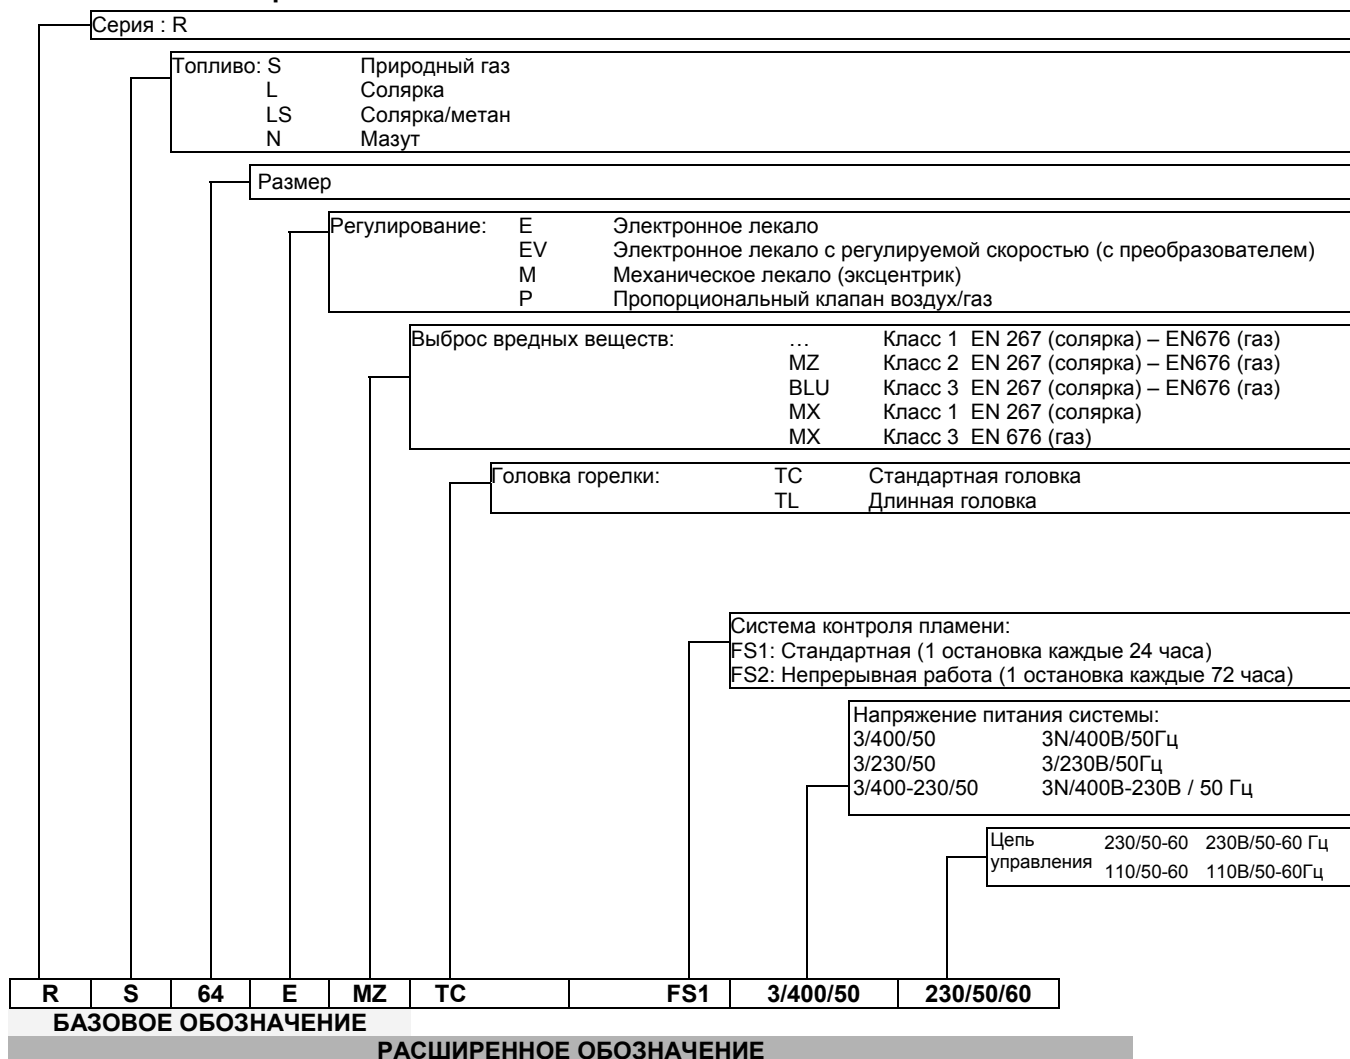 Серия : R
Топливо: S Природный газ
L Солярка
LS Солярка/метан
N Мазут
Размер
Регулирование: E Электронное лекало
EV Электронное лекало с регулируемой скоростью (с преобразователем)
M Механическое лекало (эксцентрик)
P Пропорциональный клапан воздух/газ
Выброс вредных веществ: … Класс 1 EN 267 (солярка) – EN676 (газ)
MZ Класс 2 EN 267 (солярка) – EN676 (газ)
BLU Класс 3 EN 267 (солярка) – EN676 (газ)
MX Класс 1 EN 267 (солярка)
MX Класс 3 EN 676 (газ)
Головка горелки: TC Стандартная головка
TL Длинная головка
Система контроля пламени:
FS1: Стандартная (1 остановка каждые 24 часа)
FS2: Непрерывная работа (1 остановка каждые 72 часа)
Напряжение питания системы:
3/400/50 3N/400В/50Гц
3/230/50 3/230В/50Гц
3/400-230/50 3N/400В-230В / 50 Гц
Цепь управления 230/50-60 230В/50-60 Гц
110/50-60 110В/50-60Гц
R S 64 E MZ TC FS1 3/400/50 230/50/60
БАЗОВОЕ ОБОЗНАЧЕНИЕ
РАСШИРЕННОЕ ОБОЗНАЧЕНИЕ